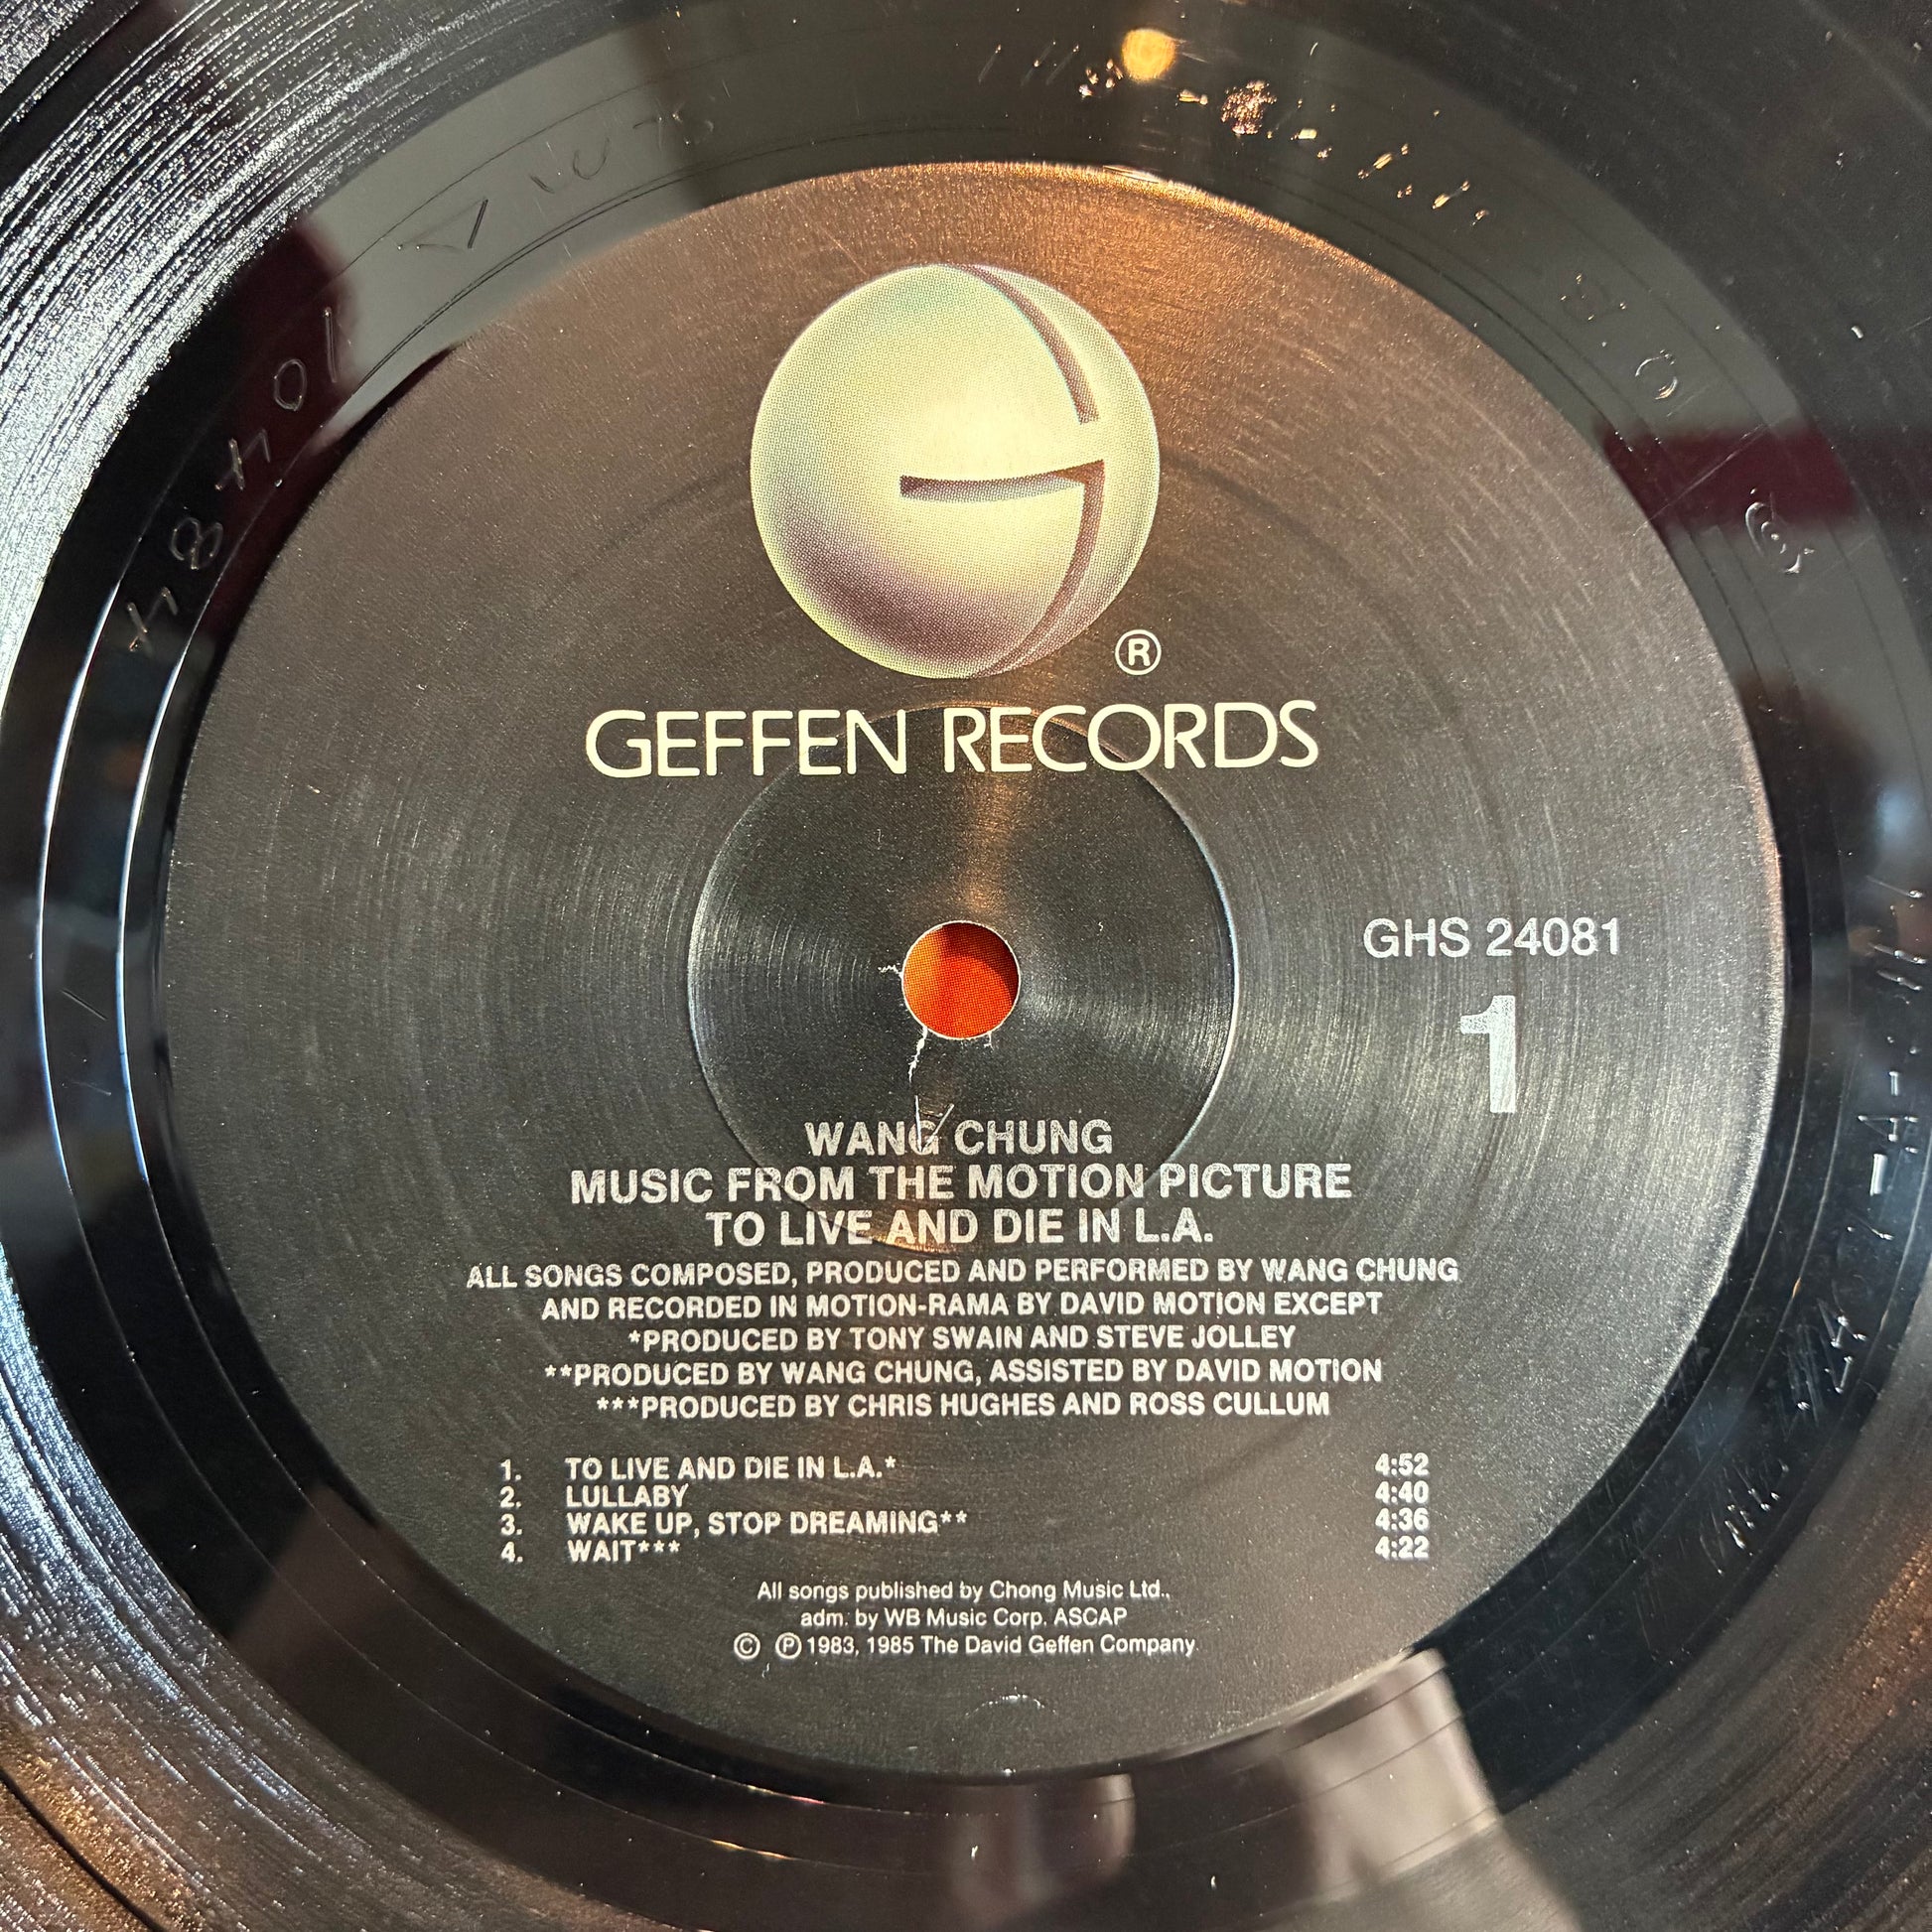 GEFFEN RECORDS
®
GHS 24081
1
WANG CHUNG
MUSIC FROM THE MOTION PICTURE
TO LIVE AND DIE IN L.A.
ALL SONGS COMPOSED, PRODUCED AND PERFORMED BY WANG CHUNG
AND RECORDED IN MOTION-RAMA BY DAVID MOTION EXCEPT
*PRODUCED BY TONY SWAIN AND STEVE JOLLEY
**PRODUCED BY WANG CHUNG, ASSISTED BY DAVID MOTION
***PRODUCED BY CHRIS HUGHES AND ROSS CULLUM
1. TO LIVE AND DIE IN L.A.* 4:52
2. LULLABY 4:40
3. WAKE UP, STOP DREAMING** 4:36
4. WAIT*** 4:22
All songs published by Chong Music Ltd.,
adm. by WB Music Corp. ASCAP
© ℗ 1983, 1985 The David Geffen Company